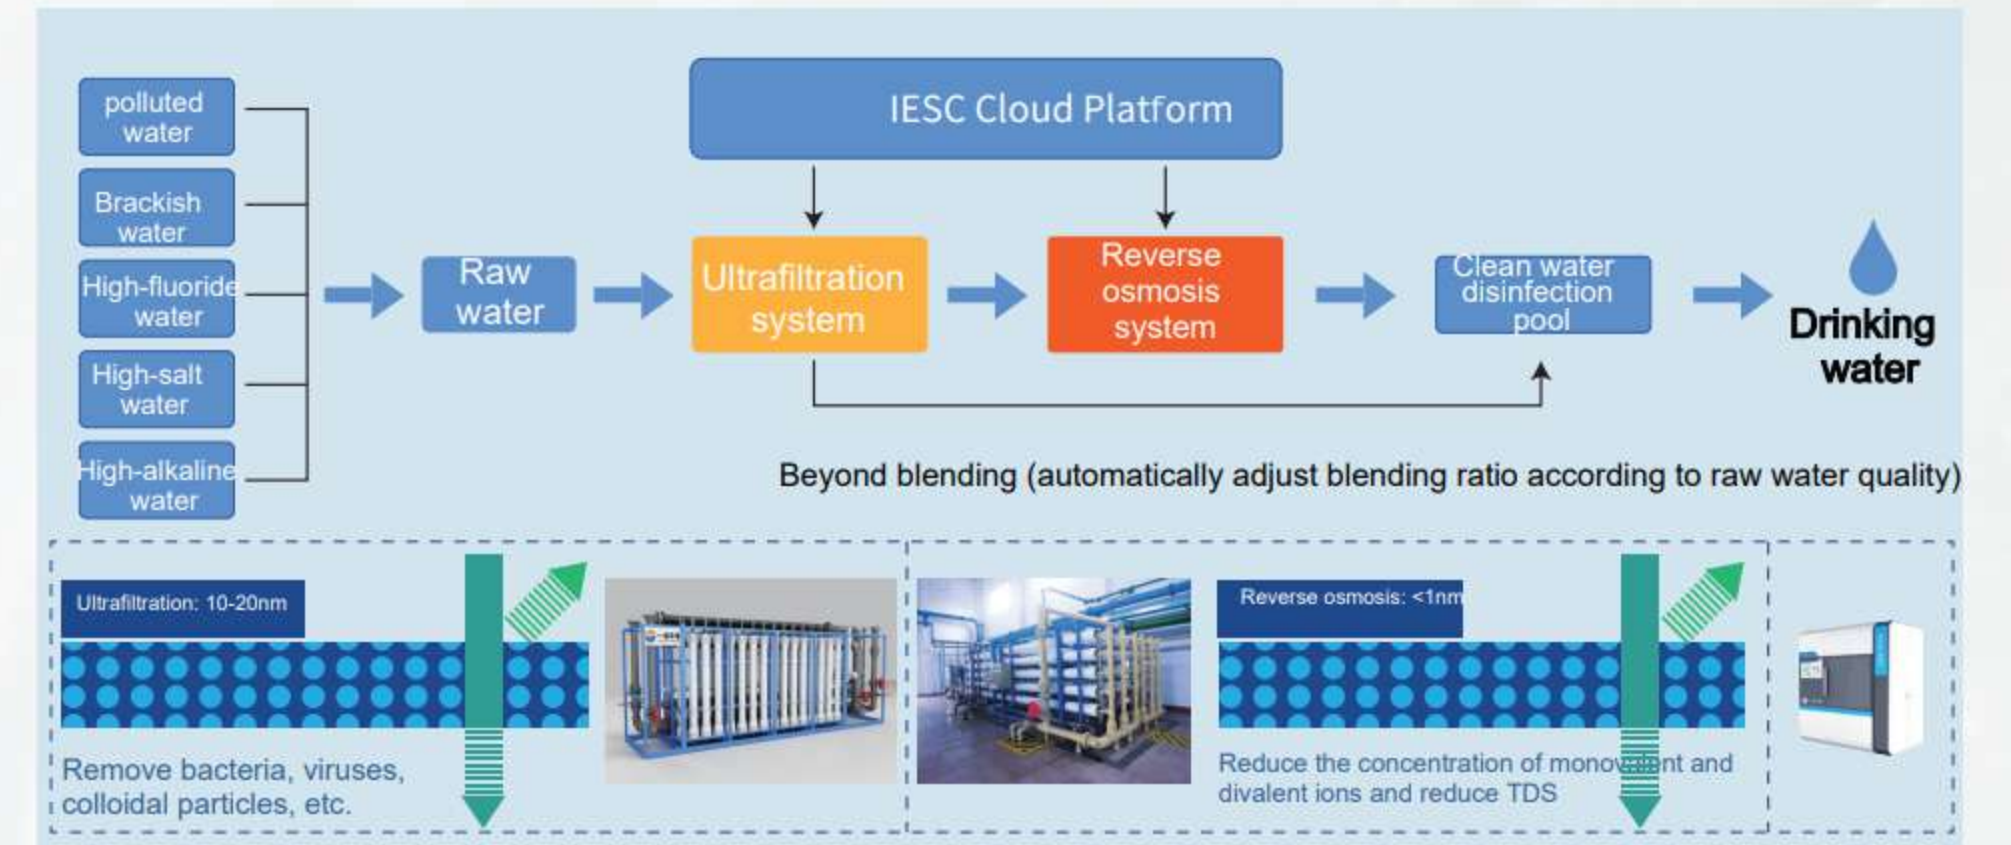 polluted
water
Brackish
water
High-fluoride
water
High-salt
water
High-alkaline
water
Raw
water
IESC Cloud Platform
Ultrafiltration
system
Reverse
osmosis
system
Clean water
disinfection
pool
Drinking
water
Beyond blending (automatically adjust blending ratio according to raw water quality)
Ultrafiltration: 10-20nm
Remove bacteria, viruses,
colloidal particles, etc.
Reverse osmosis: <1nm
Reduce the concentration of monovalent and
divalent ions and reduce TDS